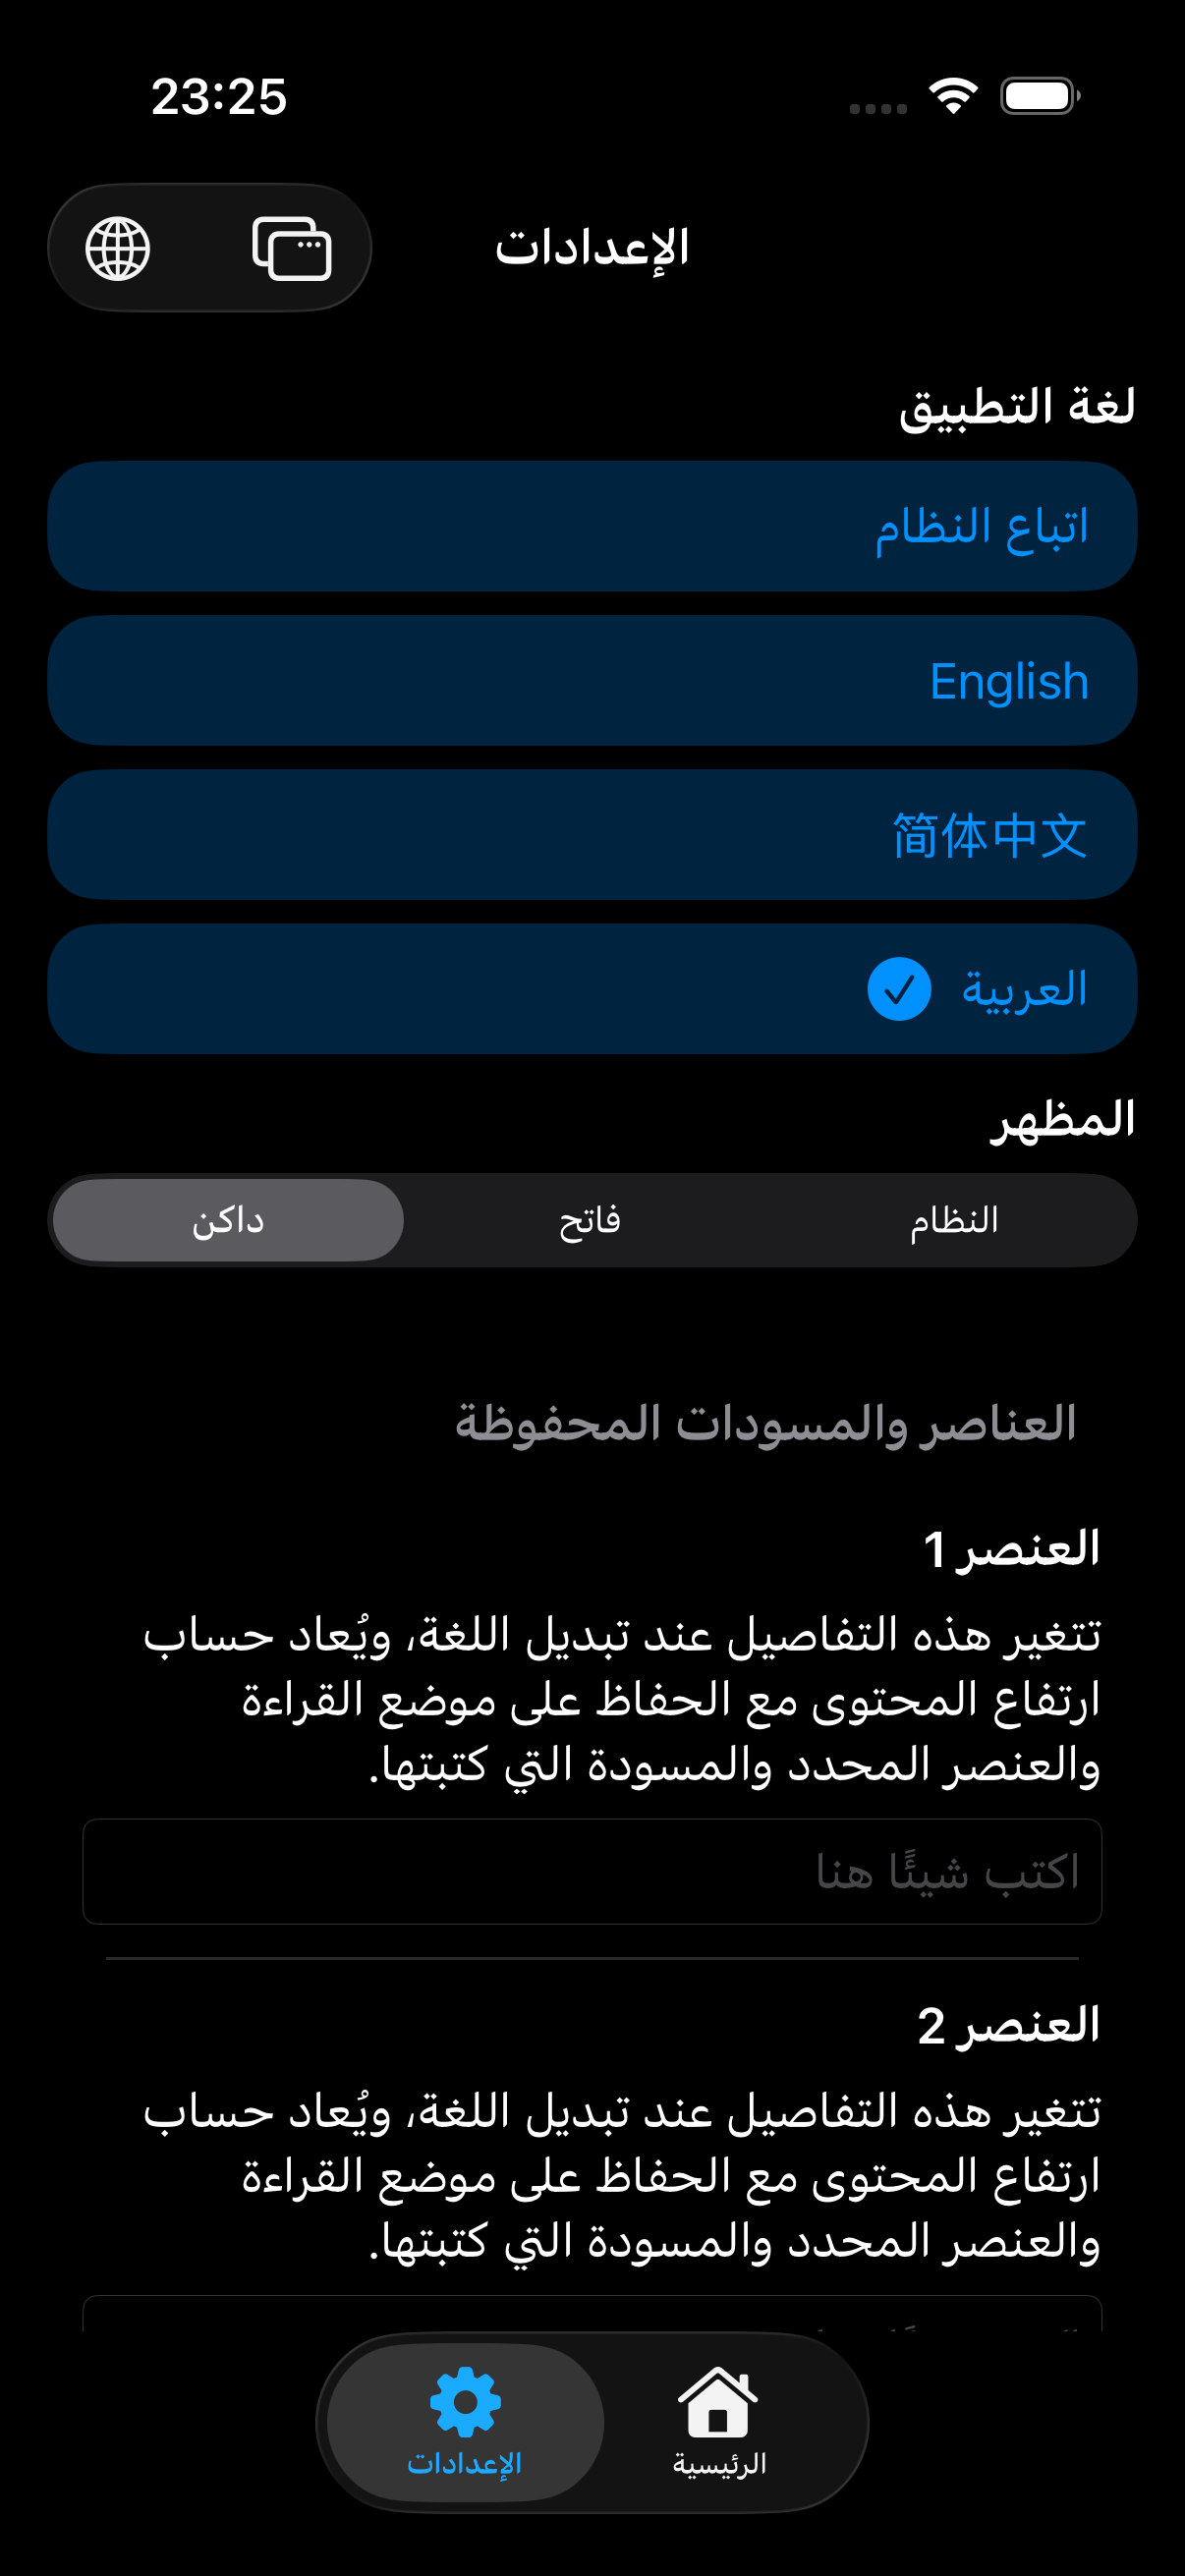 23:25
الإعدادات
لغة التطبيق
اتباع النظام
English
简体中文
العربية
المظهر
النظام
فاتح
داكن
العناصر والمسودات المحفوظة
العنصر 1
تتغير هذه التفاصيل عند تبديل اللغة، ويُعاد حساب
ارتفاع المحتوى مع الحفاظ على موضع القراءة
والعنصر المحدد والمسودة التي كتبتها.
اكتب شيئًا هنا
العنصر 2
تتغير هذه التفاصيل عند تبديل اللغة، ويُعاد حساب
ارتفاع المحتوى مع الحفاظ على موضع القراءة
والعنصر المحدد والمسودة التي كتبتها.
الرئيسية
الإعدادات